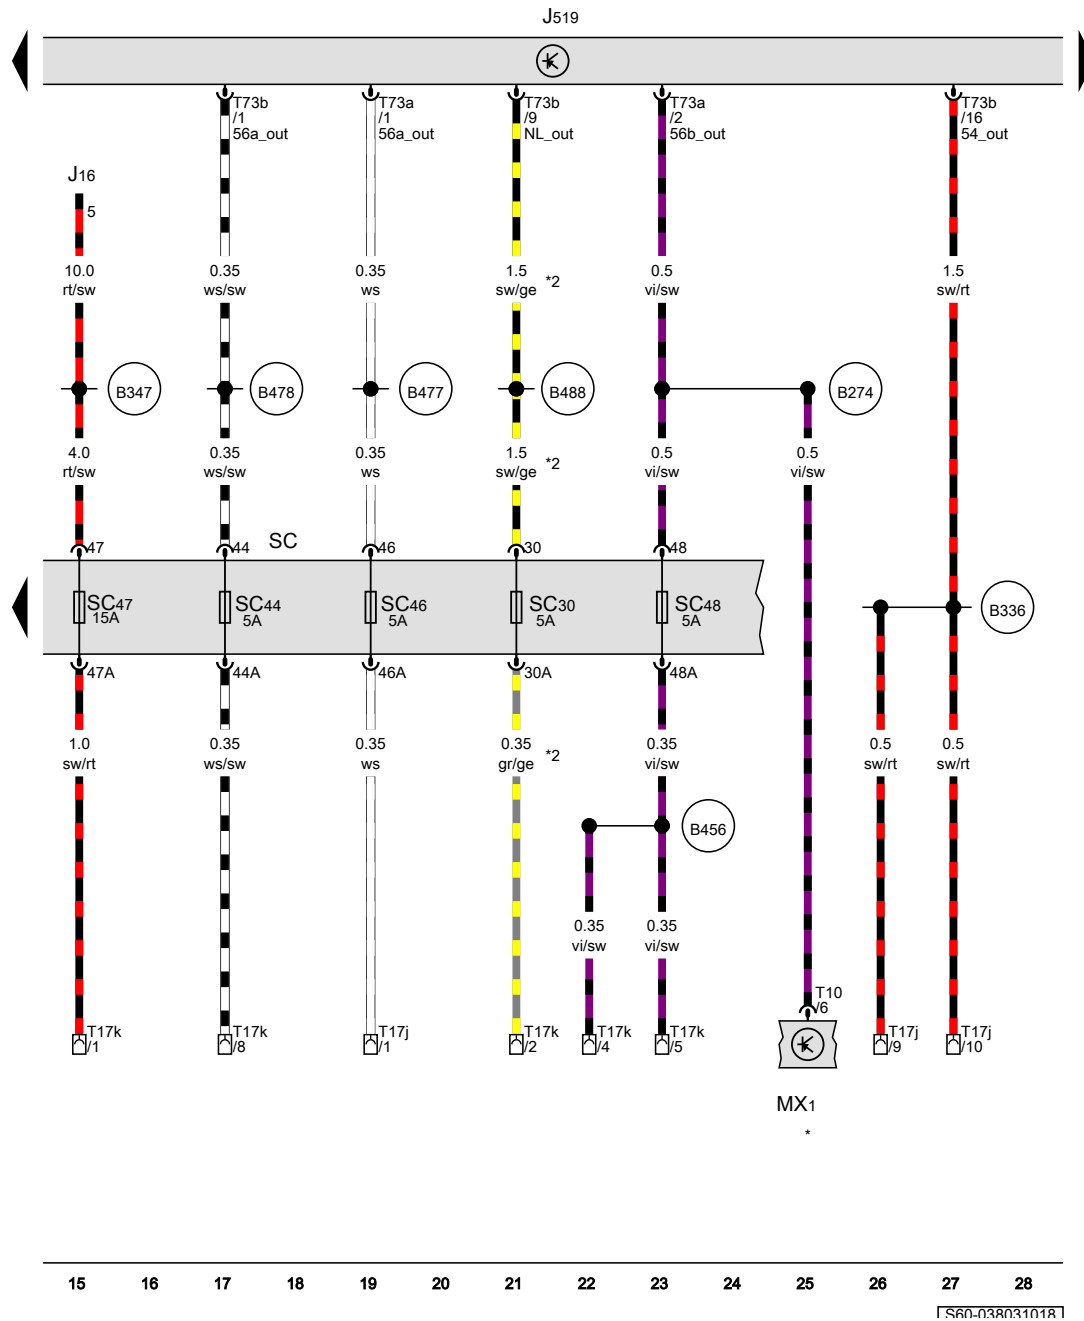 J519
T73b
/1
56a_out
T73a
/1
56a_out
T73b
/9
NL_out
T73a
/2
56b_out
T73b
/16
54_out
J16
5
10.0
rt/sw
0.35
ws/sw
0.35
ws
1.5
sw/ge
*2
0.5
vi/sw
1.5
sw/rt
B347
B478
B477
B488
B274
4.0
rt/sw
0.35
ws/sw
0.35
ws
1.5
sw/ge
*2
0.5
vi/sw
0.5
vi/sw
47
44
SC
46
30
48
SC47
15A
SC44
5A
SC46
5A
SC30
5A
SC48
5A
B336
47A
44A
46A
30A
48A
1.0
sw/rt
0.35
ws/sw
0.35
ws
0.35
gr/ge
*2
0.35
vi/sw
0.5
sw/rt
0.5
sw/rt
B456
0.35
vi/sw
0.35
vi/sw
T10
/6
T17k
/1
T17k
/8
T17j
/1
T17k
/2
T17k
/4
T17k
/5
T17j
/9
T17j
/10
MX1
*
15 16 17 18 19 20 21 22 23 24 25 26 27 28
S60-038031018